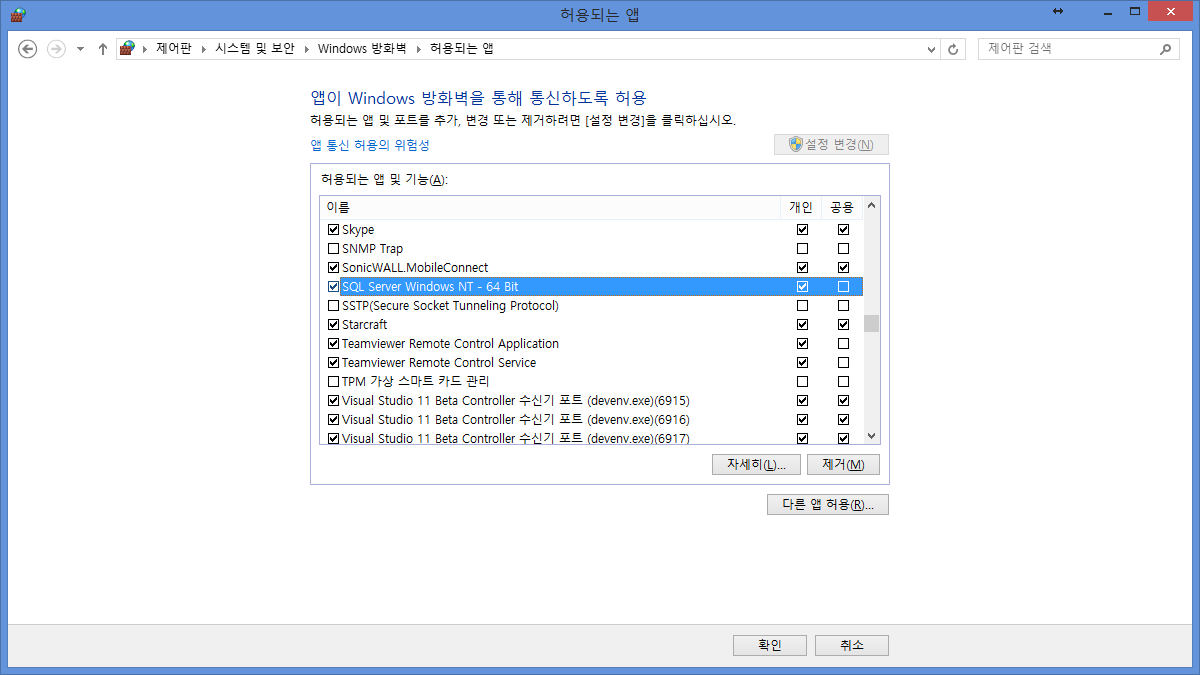 허용되는 앱
제어판 시스템 및 보안 Windows 방화벽 허용되는 앱
제어판 검색
앱이 Windows 방화벽을 통해 통신하도록 허용
허용되는 앱 및 포트를 추가, 변경 또는 제거하려면 [설정 변경]을 클릭하십시오.
앱 통신 허용의 위험성
설정 변경(N)
허용되는 앱 및 기능(A):
이름 개인 공용
Skype
SNMP Trap
SonicWALL.MobileConnect
SQL Server Windows NT - 64 Bit
SSTP(Secure Socket Tunneling Protocol)
Starcraft
Teamviewer Remote Control Application
Teamviewer Remote Control Service
TPM 가상 스마트 카드 관리
Visual Studio 11 Beta Controller 수신기 포트 (devenv.exe)(6915)
Visual Studio 11 Beta Controller 수신기 포트 (devenv.exe)(6916)
Visual Studio 11 Beta Controller 수신기 포트 (devenv.exe)(6917)
자세히(L)... 제거(M)
다른 앱 허용(R)...
확인 취소